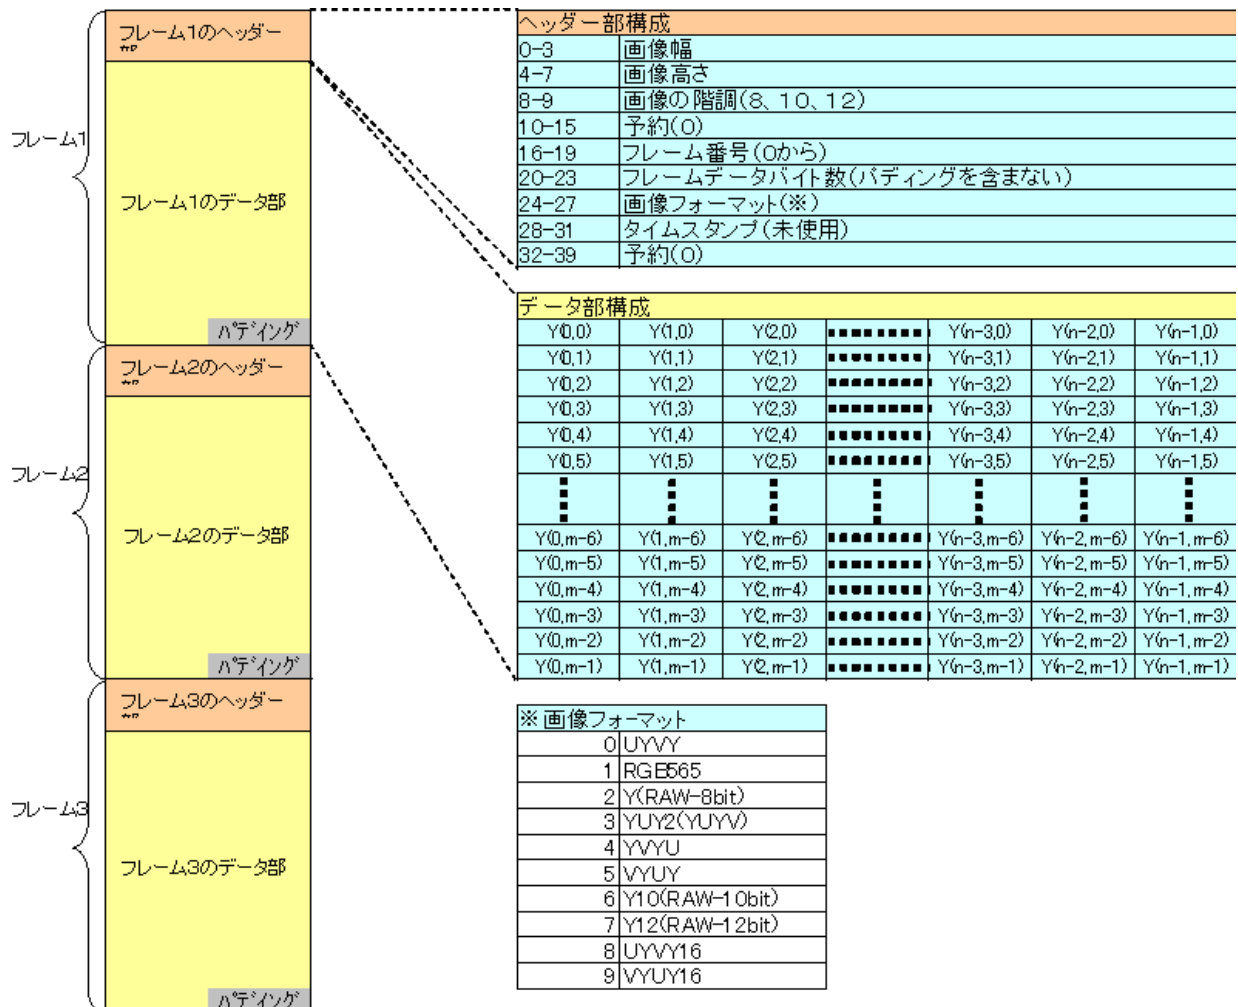 フレーム1
フレーム1のヘッダー
部
フレーム1のデータ部
パディング
フレーム2
フレーム2のヘッダー
部
フレーム2のデータ部
パディング
フレーム3
フレーム3のヘッダー
部
フレーム3のデータ部
パディング
ヘッダー部構成
0-3 画像幅
4-7 画像高さ
8-9 画像の階調(8、10、12)
10-15 予約(0)
16-19 フレーム番号(0から)
20-23 フレームデータバイト数(パディングを含まない)
24-27 画像フォーマット(※)
28-31 タイムスタンプ(未使用)
32-39 予約(0)
データ部構成
Y(0,0) Y(1,0) Y(2,0) Y(n-3,0) Y(n-2,0) Y(n-1,0)
Y(0,1) Y(1,1) Y(2,1) Y(n-3,1) Y(n-2,1) Y(n-1,1)
Y(0,2) Y(1,2) Y(2,2) Y(n-3,2) Y(n-2,2) Y(n-1,2)
Y(0,3) Y(1,3) Y(2,3) Y(n-3,3) Y(n-2,3) Y(n-1,3)
Y(0,4) Y(1,4) Y(2,4) Y(n-3,4) Y(n-2,4) Y(n-1,4)
Y(0,5) Y(1,5) Y(2,5) Y(n-3,5) Y(n-2,5) Y(n-1,5)
Y(0,m-6) Y(1,m-6) Y(2,m-6) Y(n-3,m-6) Y(n-2,m-6) Y(n-1,m-6)
Y(0,m-5) Y(1,m-5) Y(2,m-5) Y(n-3,m-5) Y(n-2,m-5) Y(n-1,m-5)
Y(0,m-4) Y(1,m-4) Y(2,m-4) Y(n-3,m-4) Y(n-2,m-4) Y(n-1,m-4)
Y(0,m-3) Y(1,m-3) Y(2,m-3) Y(n-3,m-3) Y(n-2,m-3) Y(n-1,m-3)
Y(0,m-2) Y(1,m-2) Y(2,m-2) Y(n-3,m-2) Y(n-2,m-2) Y(n-1,m-2)
Y(0,m-1) Y(1,m-1) Y(2,m-1) Y(n-3,m-1) Y(n-2,m-1) Y(n-1,m-1)
※画像フォーマット
0 UYVY
1 RGB565
2 Y(RAW-8bit)
3 YUY2(YUYV)
4 YVYU
5 VYUY
6 Y10(RAW-10bit)
7 Y12(RAW-12bit)
8 UYVY16
9 VYUY16